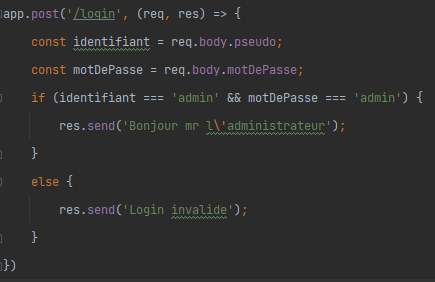 app.post('/login', (req, res) => {
const identifiant = req.body.pseudo;
const motDePasse = req.body.motDePasse;
if (identifiant === 'admin' && motDePasse === 'admin') {
res.send('Bonjour mr l\'administrateur');
}
else {
res.send('Login invalide');
}
})